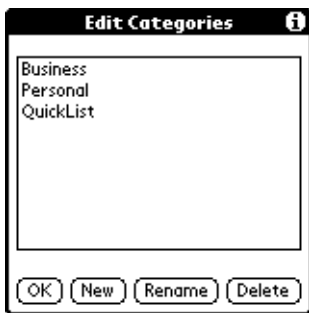 Edit Categories i
Business
Personal
QuickList
OK New Rename Delete